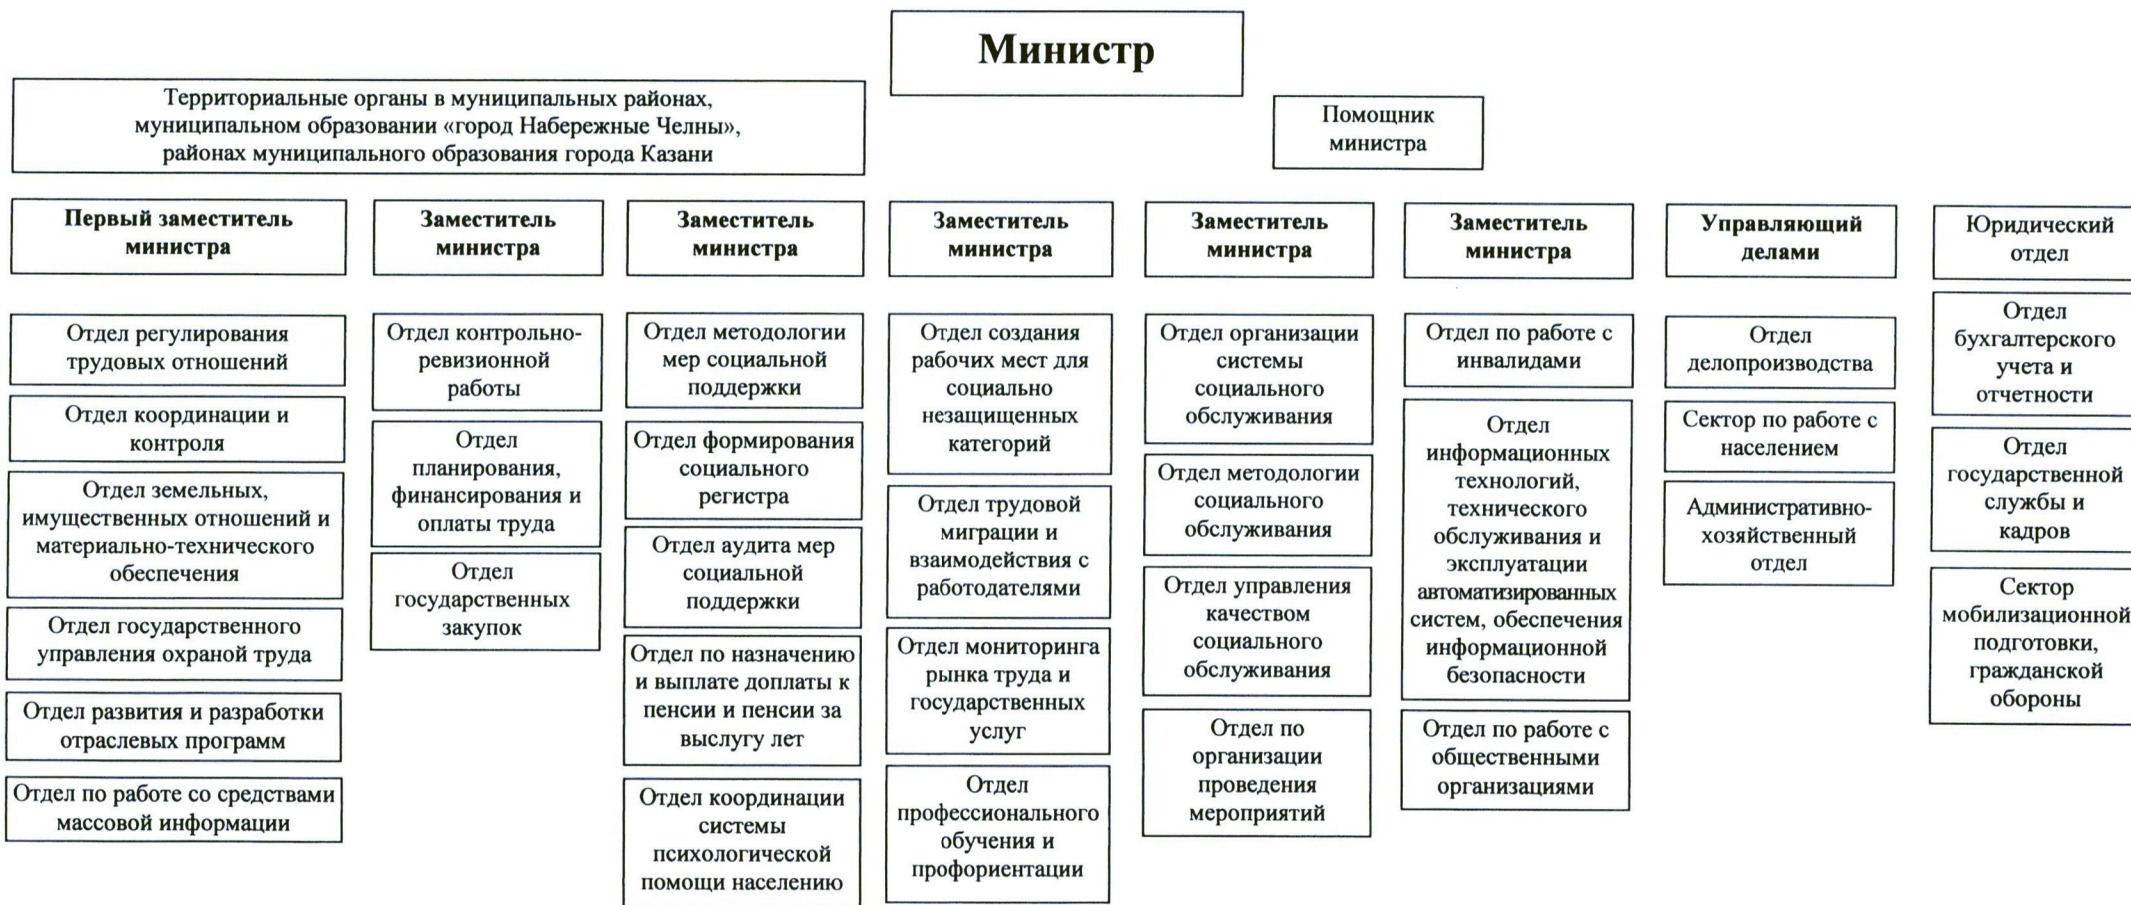 Министр
Территориальные органы в муниципальных районах,
муниципальном образовании «город Набережные Челны»,
районах муниципального образования города Казани
Помощник
министра
Первый заместитель
министра
Отдел регулирования
трудовых отношений
Отдел координации и
контроля
Отдел земельных,
имущественных отношений и
материально-технического
обеспечения
Отдел государственного
управления охраной труда
Отдел развития и разработки
отраслевых программ
Отдел по работе со средствами
массовой информации
Заместитель
министра
Отдел контрольно-
ревизионной
работы
Отдел
планирования,
финансирования и
оплаты труда
Отдел
государственных
закупок
Заместитель
министра
Отдел методологии
мер социальной
поддержки
Отдел формирования
социального
регистра
Отдел аудита мер
социальной
поддержки
Отдел по назначению
и выплате доплаты к
пенсии и пенсии за
выслугу лет
Отдел координации
системы
психологической
помощи населению
Заместитель
министра
Отдел создания
рабочих мест для
социально
незащищенных
категорий
Отдел трудовой
миграции и
взаимодействия с
работодателями
Отдел мониторинга
рынка труда и
государственных
услуг
Отдел
профессионального
обучения и
профориентации
Заместитель
министра
Отдел организации
системы
социального
обслуживания
Отдел методологии
социального
обслуживания
Отдел управления
качеством
социального
обслуживания
Отдел по
организации
проведения
мероприятий
Заместитель
министра
Отдел по работе с
инвалидами
Отдел
информационных
технологий,
технического
обслуживания и
эксплуатации
автоматизированных
систем, обеспечения
информационной
безопасности
Отдел по работе с
общественными
организациями
Управляющий
делами
Отдел
делопроизводства
Сектор по работе с
населением
Административно-
хозяйственный
отдел
Юридический
отдел
Отдел
бухгалтерского
учета и
отчетности
Отдел
государственной
службы и
кадров
Сектор
мобилизационной
подготовки,
гражданской
обороны